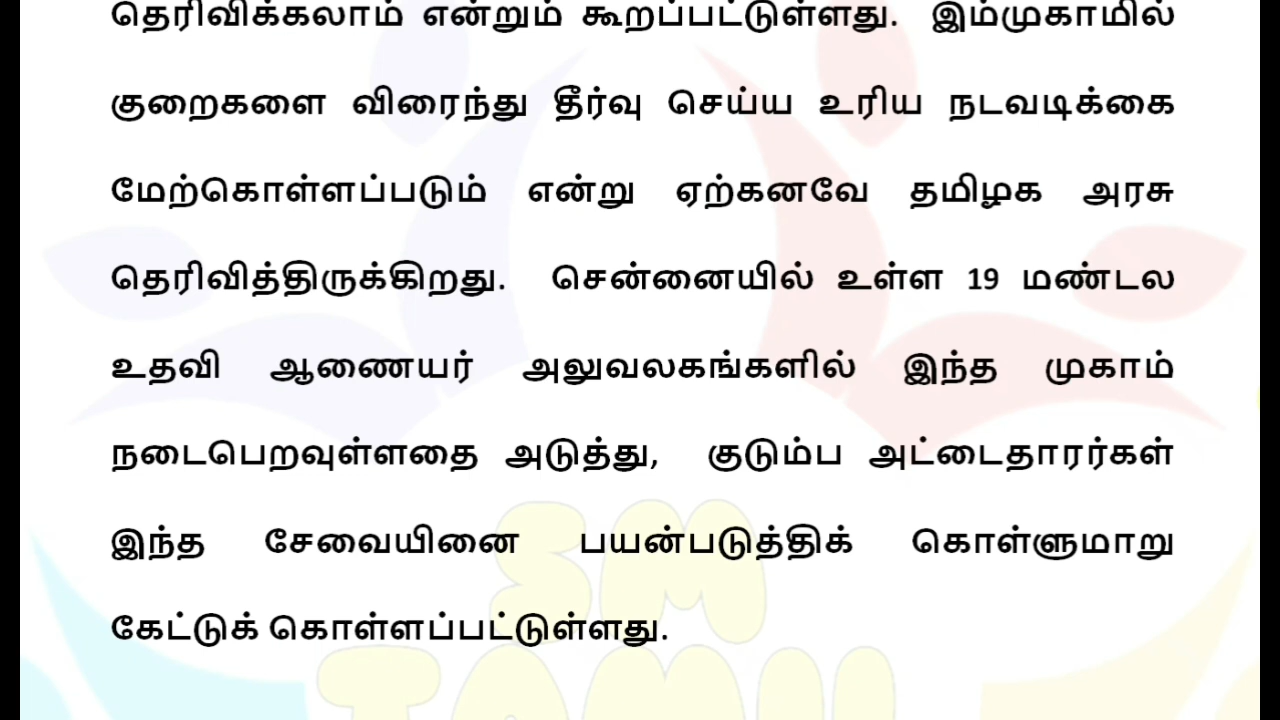 தெரிவிக்கலாம் என்றும் கூறப்பட்டுள்ளது. இம்முகாமில்
குறைகளை விரைந்து தீர்வு செய்ய உரிய நடவடிக்கை
மேற்கொள்ளப்படும் என்று ஏற்கனவே தமிழக அரசு
தெரிவித்திருக்கிறது. சென்னையில் உள்ள 19 மண்டல
உதவி ஆணையர் அலுவலகங்களில் இந்த முகாம்
நடைபெறவுள்ளதை அடுத்து, குடும்ப அட்டைதாரர்கள்
இந்த சேவையினை பயன்படுத்திக் கொள்ளுமாறு
கேட்டுக் கொள்ளப்பட்டுள்ளது.
SM
TAMIL